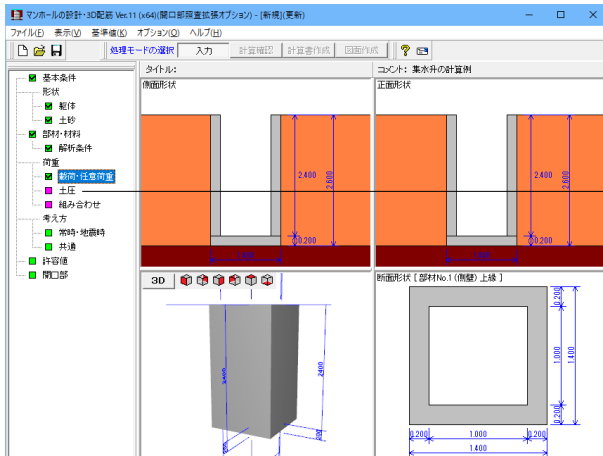 マンホールの設計・3D配筋 Ver.11 (x64)(開口部照査拡張オプション) - [新規](更新)
ファイル(F) 表示(V) 基準値(K) オプション(O) ヘルプ(H)
処理モードの選択 入力 計算確認 計算書作成 図面作成
基本条件
形状
躯体
土砂
部材・材料
解析条件
荷重
載荷・任意荷重
土圧
組み合わせ
考え方
常時・地震時
共通
許容値
開口部
タイトル:
側面形状
2.400
2.600
0.200
コメント: 集水升の計算例
正面形状
2.400
2.600
0.200
3D
2400
2400
200
断面形状 [ 部材No.1 (側壁) 上縁 ]
0.200
1.000
1.400
0.200
0.200 1.000 0.200
1.400